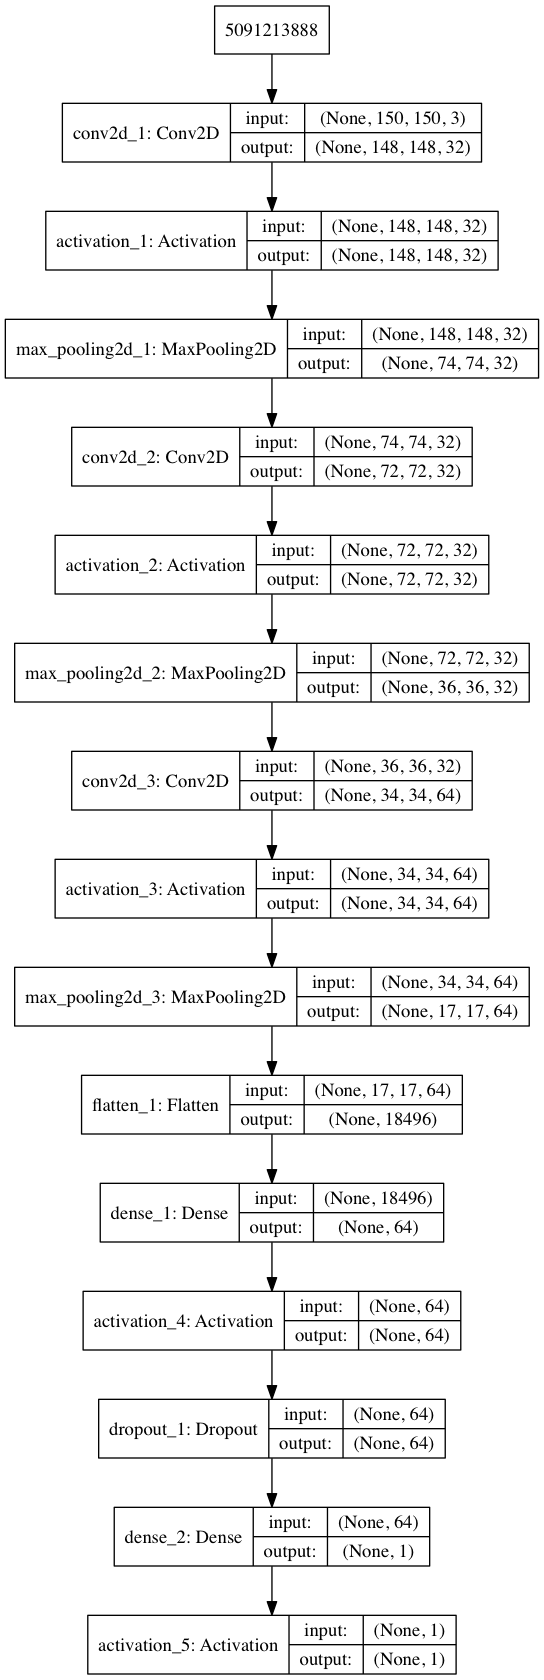 5091213888
conv2d_1: Conv2D
input: (None, 150, 150, 3)
output: (None, 148, 148, 32)
activation_1: Activation
input: (None, 148, 148, 32)
output: (None, 148, 148, 32)
max_pooling2d_1: MaxPooling2D
input: (None, 148, 148, 32)
output: (None, 74, 74, 32)
conv2d_2: Conv2D
input: (None, 74, 74, 32)
output: (None, 72, 72, 32)
activation_2: Activation
input: (None, 72, 72, 32)
output: (None, 72, 72, 32)
max_pooling2d_2: MaxPooling2D
input: (None, 72, 72, 32)
output: (None, 36, 36, 32)
conv2d_3: Conv2D
input: (None, 36, 36, 32)
output: (None, 34, 34, 64)
activation_3: Activation
input: (None, 34, 34, 64)
output: (None, 34, 34, 64)
max_pooling2d_3: MaxPooling2D
input: (None, 34, 34, 64)
output: (None, 17, 17, 64)
flatten_1: Flatten
input: (None, 17, 17, 64)
output: (None, 18496)
dense_1: Dense
input: (None, 18496)
output: (None, 64)
activation_4: Activation
input: (None, 64)
output: (None, 64)
dropout_1: Dropout
input: (None, 64)
output: (None, 64)
dense_2: Dense
input: (None, 64)
output: (None, 1)
activation_5: Activation
input: (None, 1)
output: (None, 1)